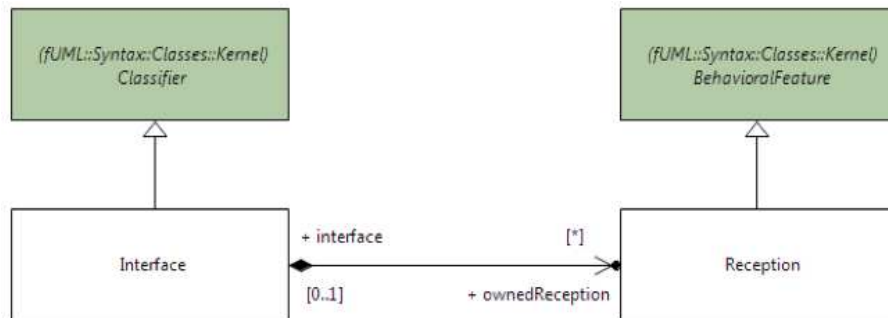 (fUML::Syntax::Classes::Kernel)
Classifier
(fUML::Syntax::Classes::Kernel)
BehavioralFeature
Interface
+ interface
[*]
[0..1]
+ ownedReception
Reception